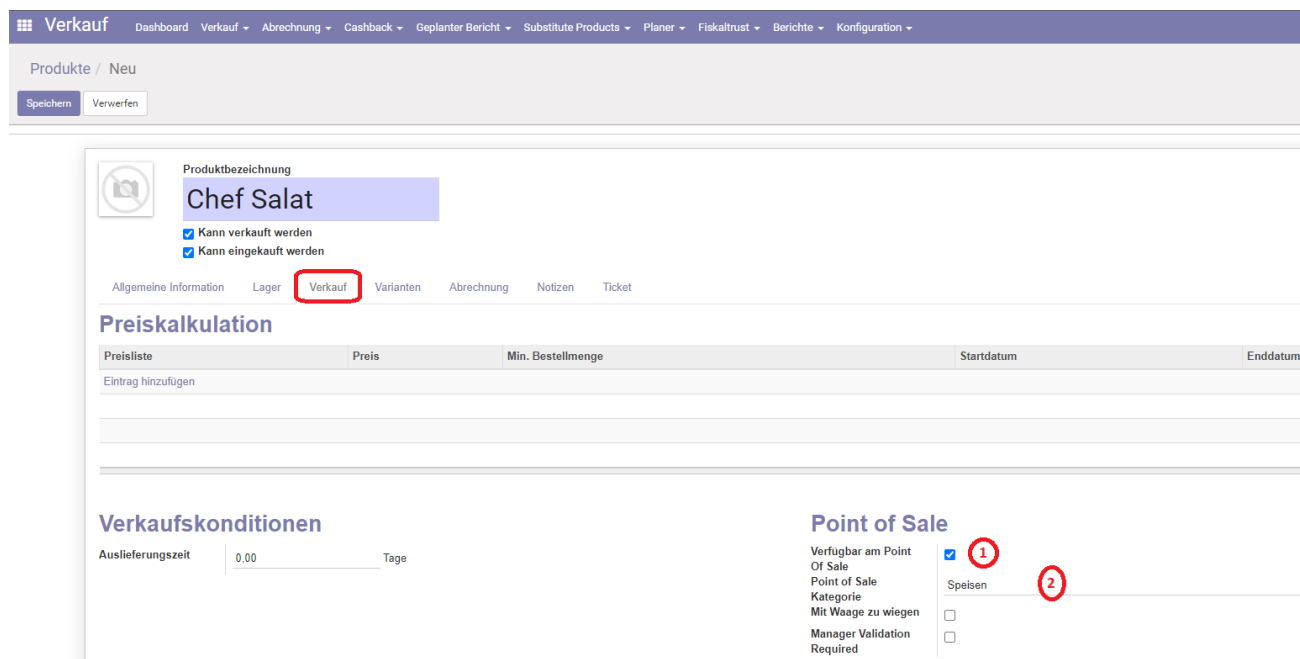 Verkauf Dashboard Verkauf Abrechnung Cashback Geplanter Bericht Substitute Products Planer Fiskaltrust Berichte Konfiguration
Produkte / Neu
Speichern Verwerfen
Produktbezeichnung
Chef Salat
Kann verkauft werden
Kann eingekauft werden
Allgemeine Information Lager Verkauf Varianten Abrechnung Notizen Ticket
Preiskalkulation
Preisliste Preis Min. Bestellmenge Startdatum Enddatum
Eintrag hinzufügen
Verkaufskonditionen
Auslieferungszeit 0,00 Tage
Point of Sale
Verfügbar am Point
Of Sale
1
Point of Sale
Kategorie
Speisen 2
Mit Waage zu wiegen
Manager Validation
Required